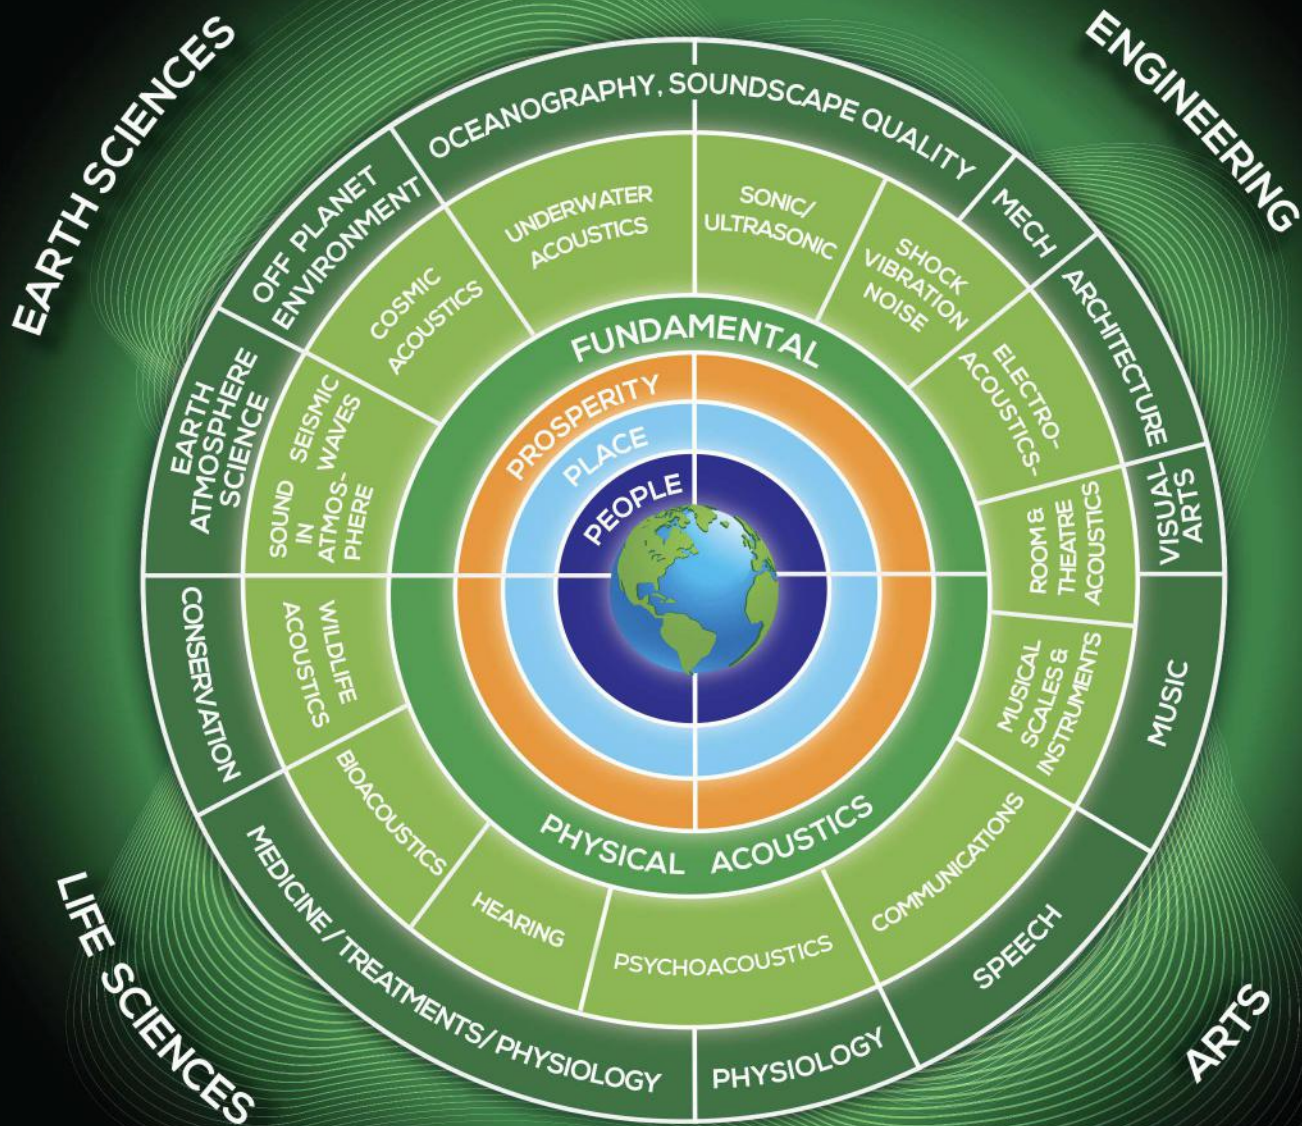 EARTH SCIENCES
ENGINEERING
OCEANOGRAPHY, SOUNDSCAPE QUALITY
MECH
ARCHITECTURE
VISUAL
ARTS
MUSIC
SPEECH
PHYSIOLOGY
MEDICINE / TREATMENTS/ PHYSIOLOGY
CONSERVATION
EARTH
ATMOSPHERE
SCIENCE
OFF PLANET
ENVIRONMENT
UNDERWATER
ACOUSTICS
SONIC/
ULTRASONIC
SHOCK
VIBRATION
NOISE
ELECTRO-
ACOUSTICS-
ROOM &
THEATRE
ACOUSTICS
MUSICAL
SCALES &
INSTRUMENTS
COMMUNICATIONS
PSYCHOACOUSTICS
HEARING
BIOACOUSTICS
WILDLIFE
ACOUSTICS
SEISMIC
WAVES
SOUND
IN
ATMOS-
PHERE
COSMIC
ACOUSTICS
FUNDAMENTAL
PHYSICAL ACOUSTICS
PROSPERITY
PLACE
PEOPLE
LIFE SCIENCES
ARTS